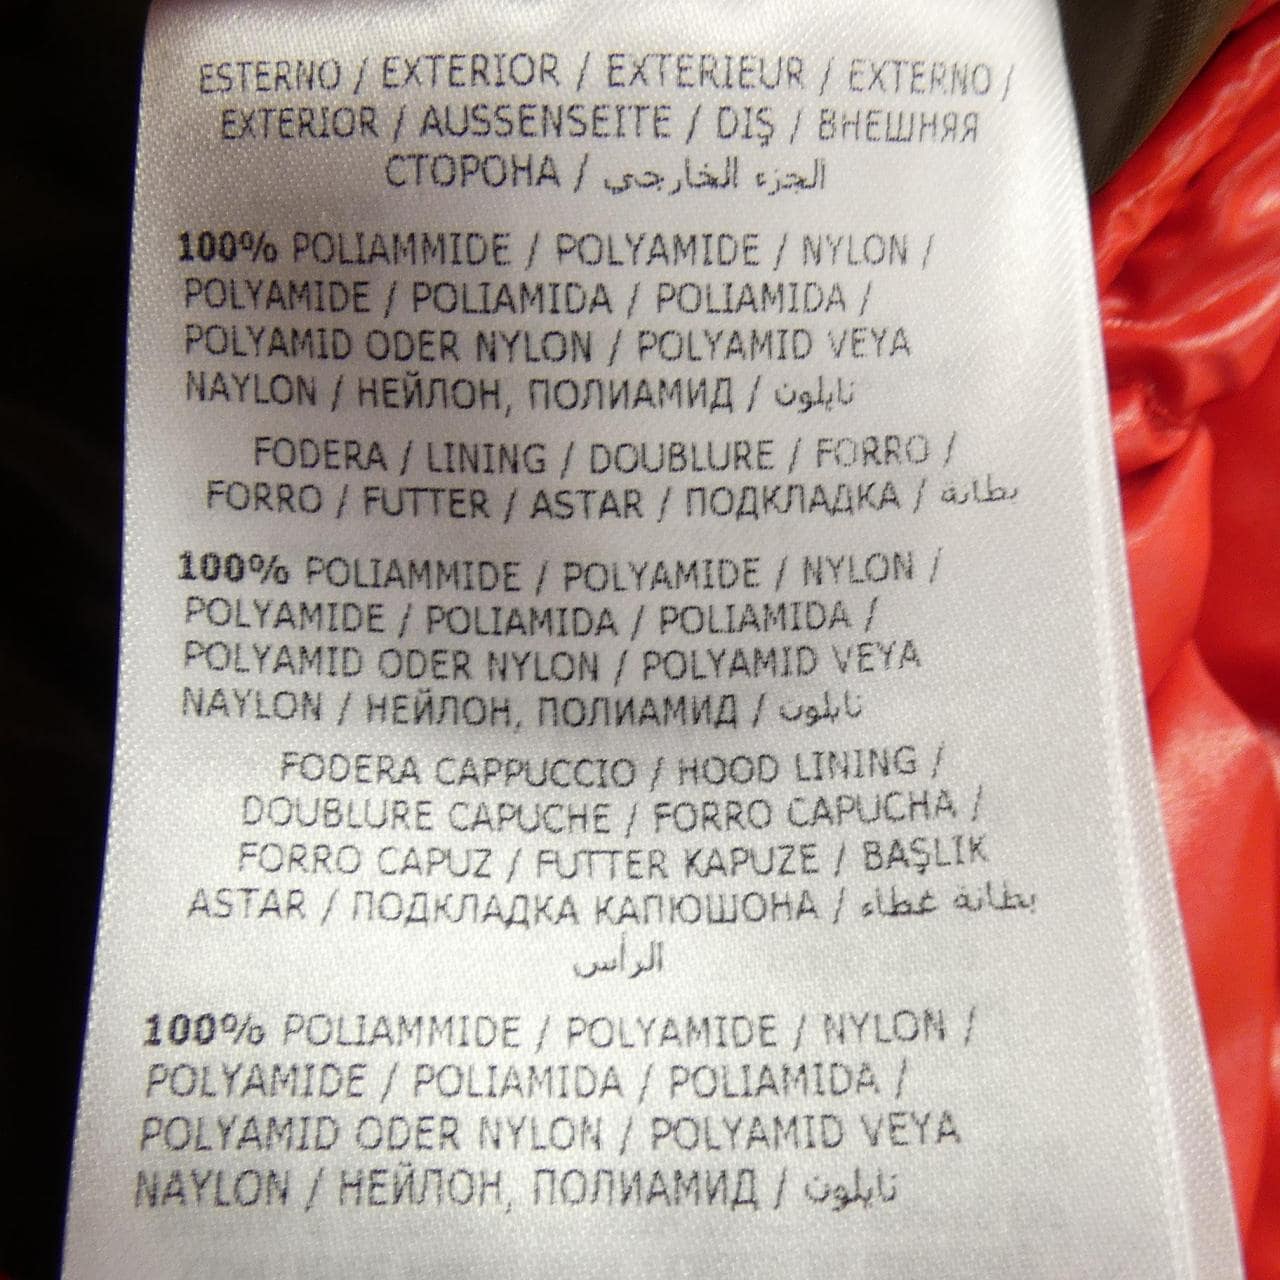 ESTERNO / EXTERIOR / EXTERIEUR / EXTERNO /
EXTERIOR / AUSSENSEITE / DIŞ / ВНЕШНЯЯ
СТОРОНА / الجزء الخارجي
100% POLIAMMIDE / POLYAMIDE / NYLON /
POLYAMIDE / POLIAMIDA / POLIAMIDA /
POLYAMID ODER NYLON / POLYAMID VEYA
NAYLON / НЕЙЛОН, ПОЛИАМИД / نايلون
FODERA / LINING / DOUBLURE / FORRO /
FORRO / FUTTER / ASTAR / ПОДКЛАДКА / بطانة
100% POLIAMMIDE / POLYAMIDE / NYLON /
POLYAMIDE / POLIAMIDA / POLIAMIDA /
POLYAMID ODER NYLON / POLYAMID VEYA
NAYLON / НЕЙЛОН, ПОЛИАМИД / نايلون
FODERA CAPPUCCIO / HOOD LINING /
DOUBLURE CAPUCHE / FORRO CAPUCHA /
FORRO CAPUZ / FUTTER KAPUZE / BAŞLIK
ASTAR / ПОДКЛАДКА КАПЮШОНА / بطانة غطاء
الرأس
100% POLIAMMIDE / POLYAMIDE / NYLON /
POLYAMIDE / POLIAMIDA / POLIAMIDA /
POLYAMID ODER NYLON / POLYAMID VEYA
NAYLON / НЕЙЛОН, ПОЛИАМИД / نايلون